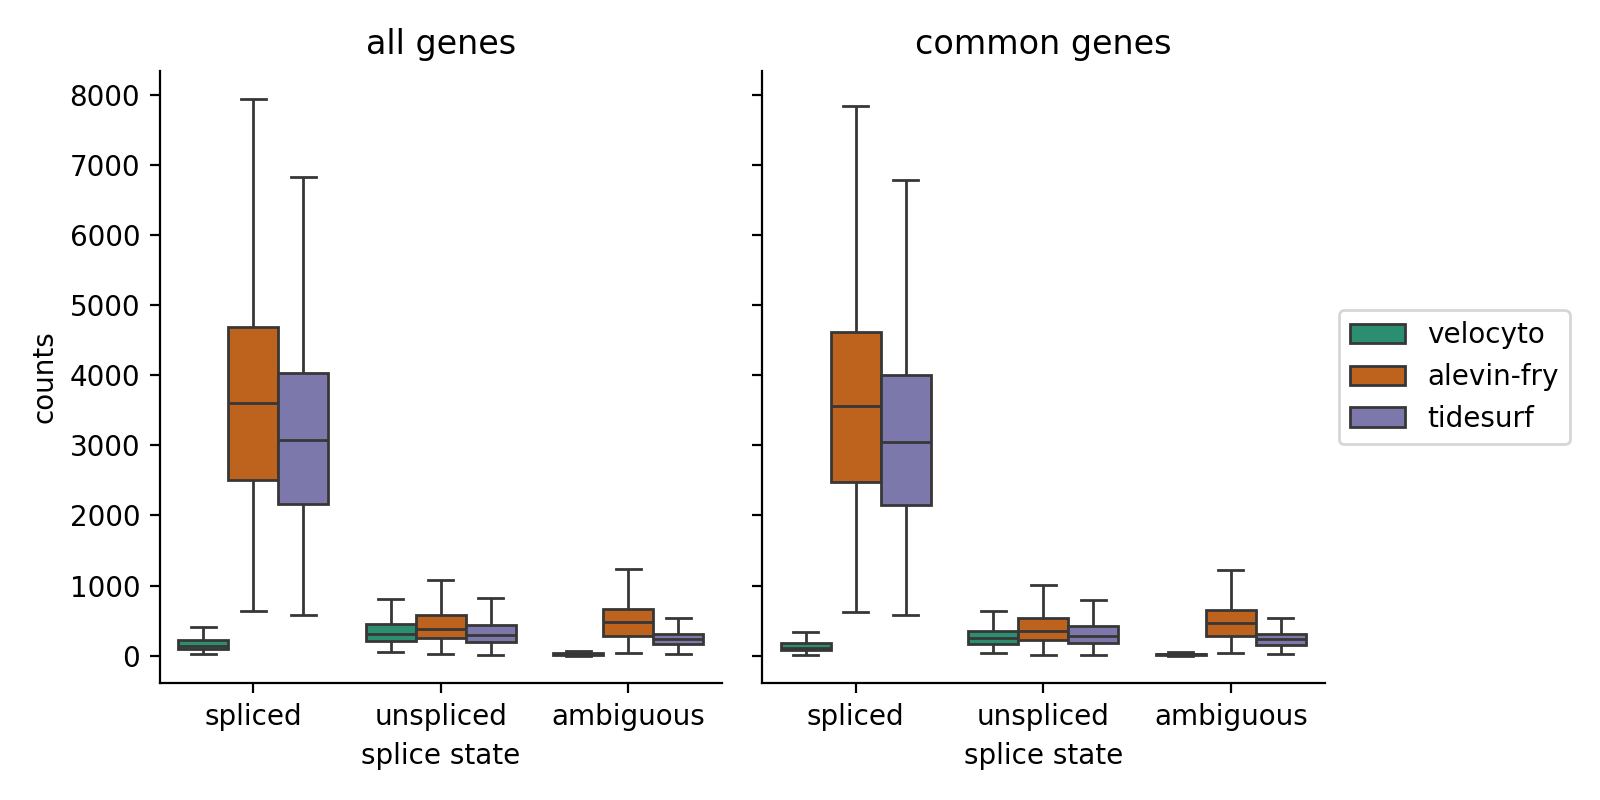 all genes
common genes
8000
7000
6000
5000
4000
3000
2000
1000
0
counts
spliced
unspliced
ambiguous
splice state
spliced
unspliced
ambiguous
splice state
velocyto
alevin-fry
tidesurf